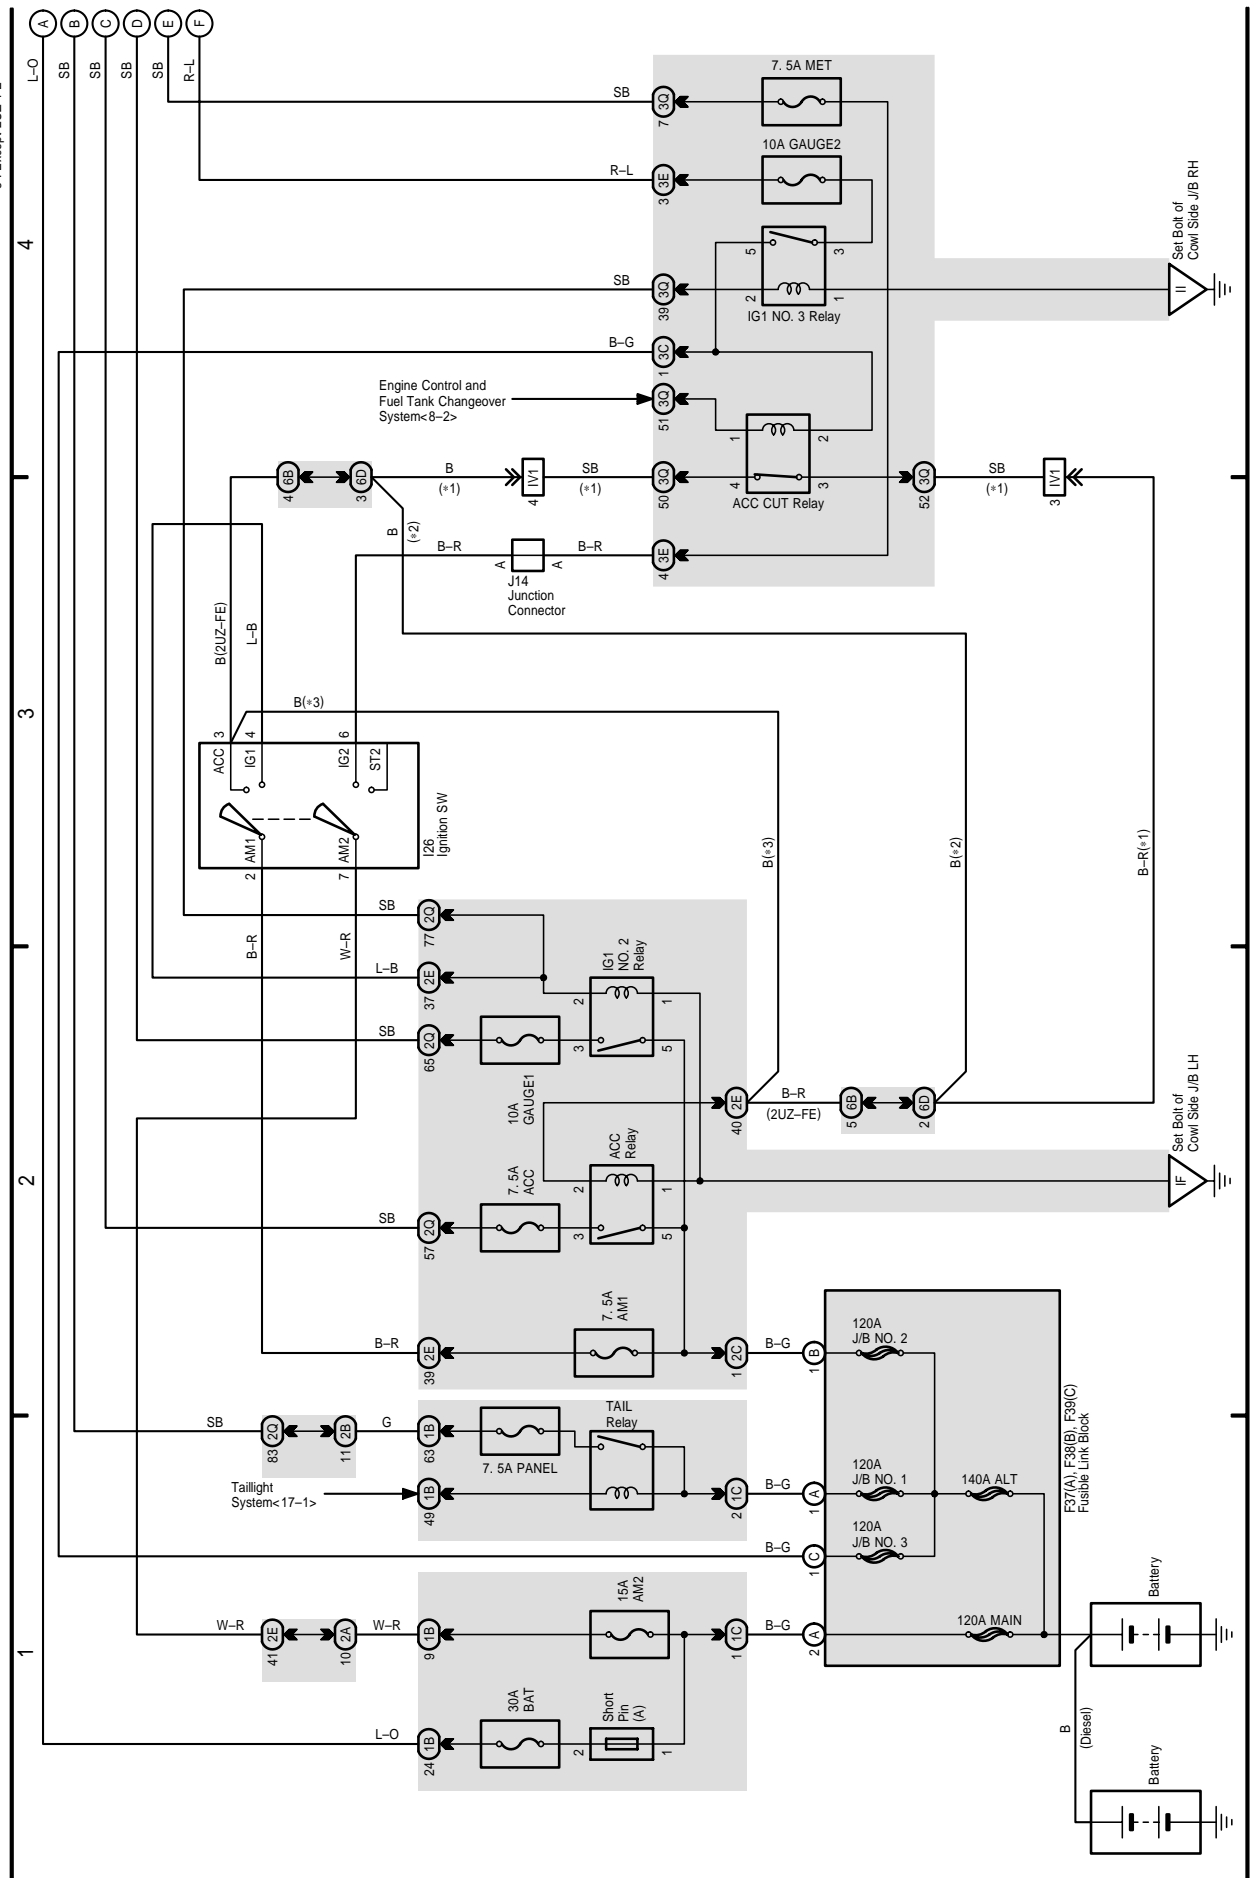 A
B
C
D
E
F
L–O
SB
SB
SB
SB
R–L
4
7. 5A MET
SB
7
3Q
10A GAUGE2
R–L
3
3E
5
3
SB
39
3Q
2
1
IG1 NO. 3 Relay
II
Set Bolt of
Cowl Side J/B RH
B–G
1
3C
Engine Control and
Fuel Tank Changeover
System<8–2>
51
3Q
1
2
4
6B
3
6D
B
(*1)
4
IV1
SB
(*1)
50
3Q
4
3
ACC CUT Relay
52
3Q
SB
(*1)
3
IV1
B
(*2)
B–R
A
A
B–R
J14
Junction
Connector
4
3E
3
B(2UZ–FE)
L–B
B(*3)
3
4
6
ACC
IG1
IG2
ST2
AM1
AM2
2
7
I26
Ignition SW
B–R
W–R
B(*3)
B(*2)
B–R(*1)
SB
77
2Q
L–B
37
2E
IG1
NO. 2
Relay
2
1
SB
65
2Q
3
5
10A
GAUGE1
40
2E
B–R
(2UZ–FE)
5
6B
2
6D
2
ACC
Relay
7. 5A
ACC
2
1
IF
Set Bolt of
Cowl Side J/B LH
SB
57
2Q
3
5
7. 5A
AM1
B–R
39
2E
1
2C
B–G
1
B
120A
J/B NO. 2
SB
83
2Q
11
2B
G
63
1B
7. 5A PANEL
TAIL
Relay
Taillight
System<17–1>
49
1B
2
1C
B–G
1
A
120A
J/B NO. 1
140A ALT
F37(A), F38(B), F39(C)
Fusible Link Block
B–G
1
C
120A
J/B NO. 3
1
W–R
41
2E
10
2A
W–R
9
1B
15A
AM2
1
1C
B–G
2
A
120A MAIN
Battery
L–O
24
1B
30A
BAT
Short
Pin
(A)
2
1
B
(Diesel)
Battery